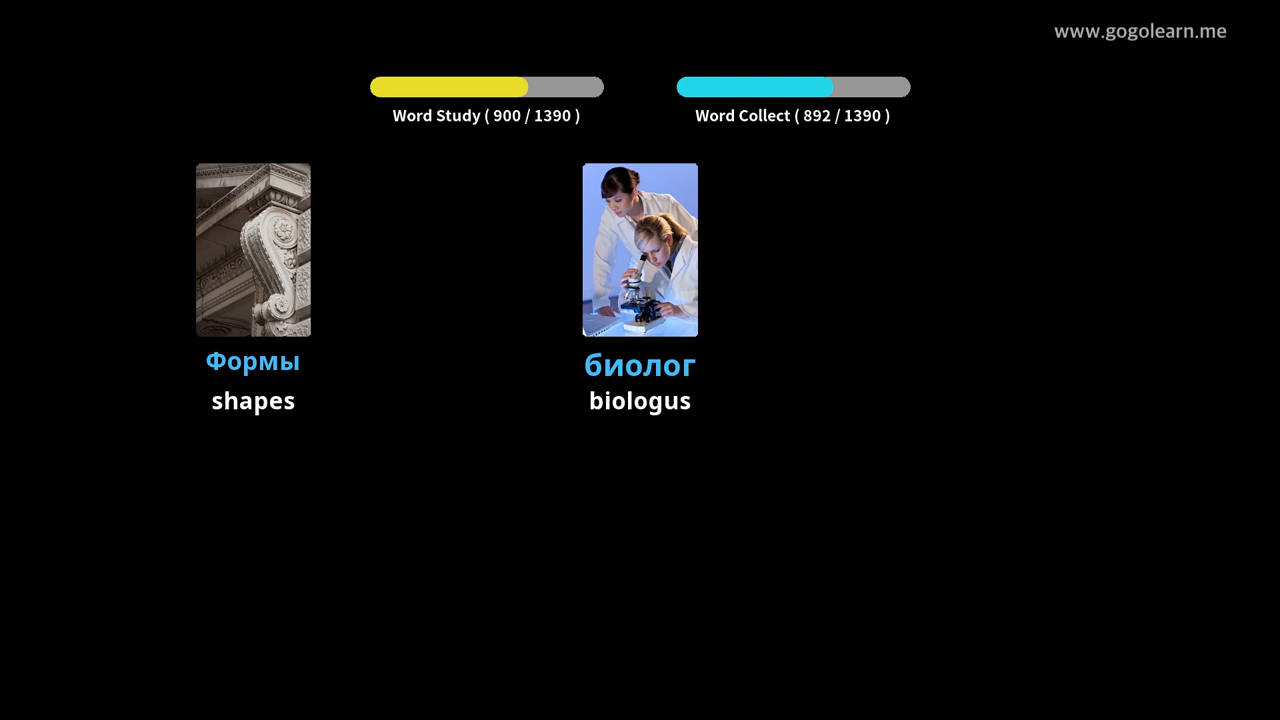 www.gogolearn.me
Word Study ( 900 / 1390 )
Word Collect ( 892 / 1390 )
Формы
shapes
биолог
biologus